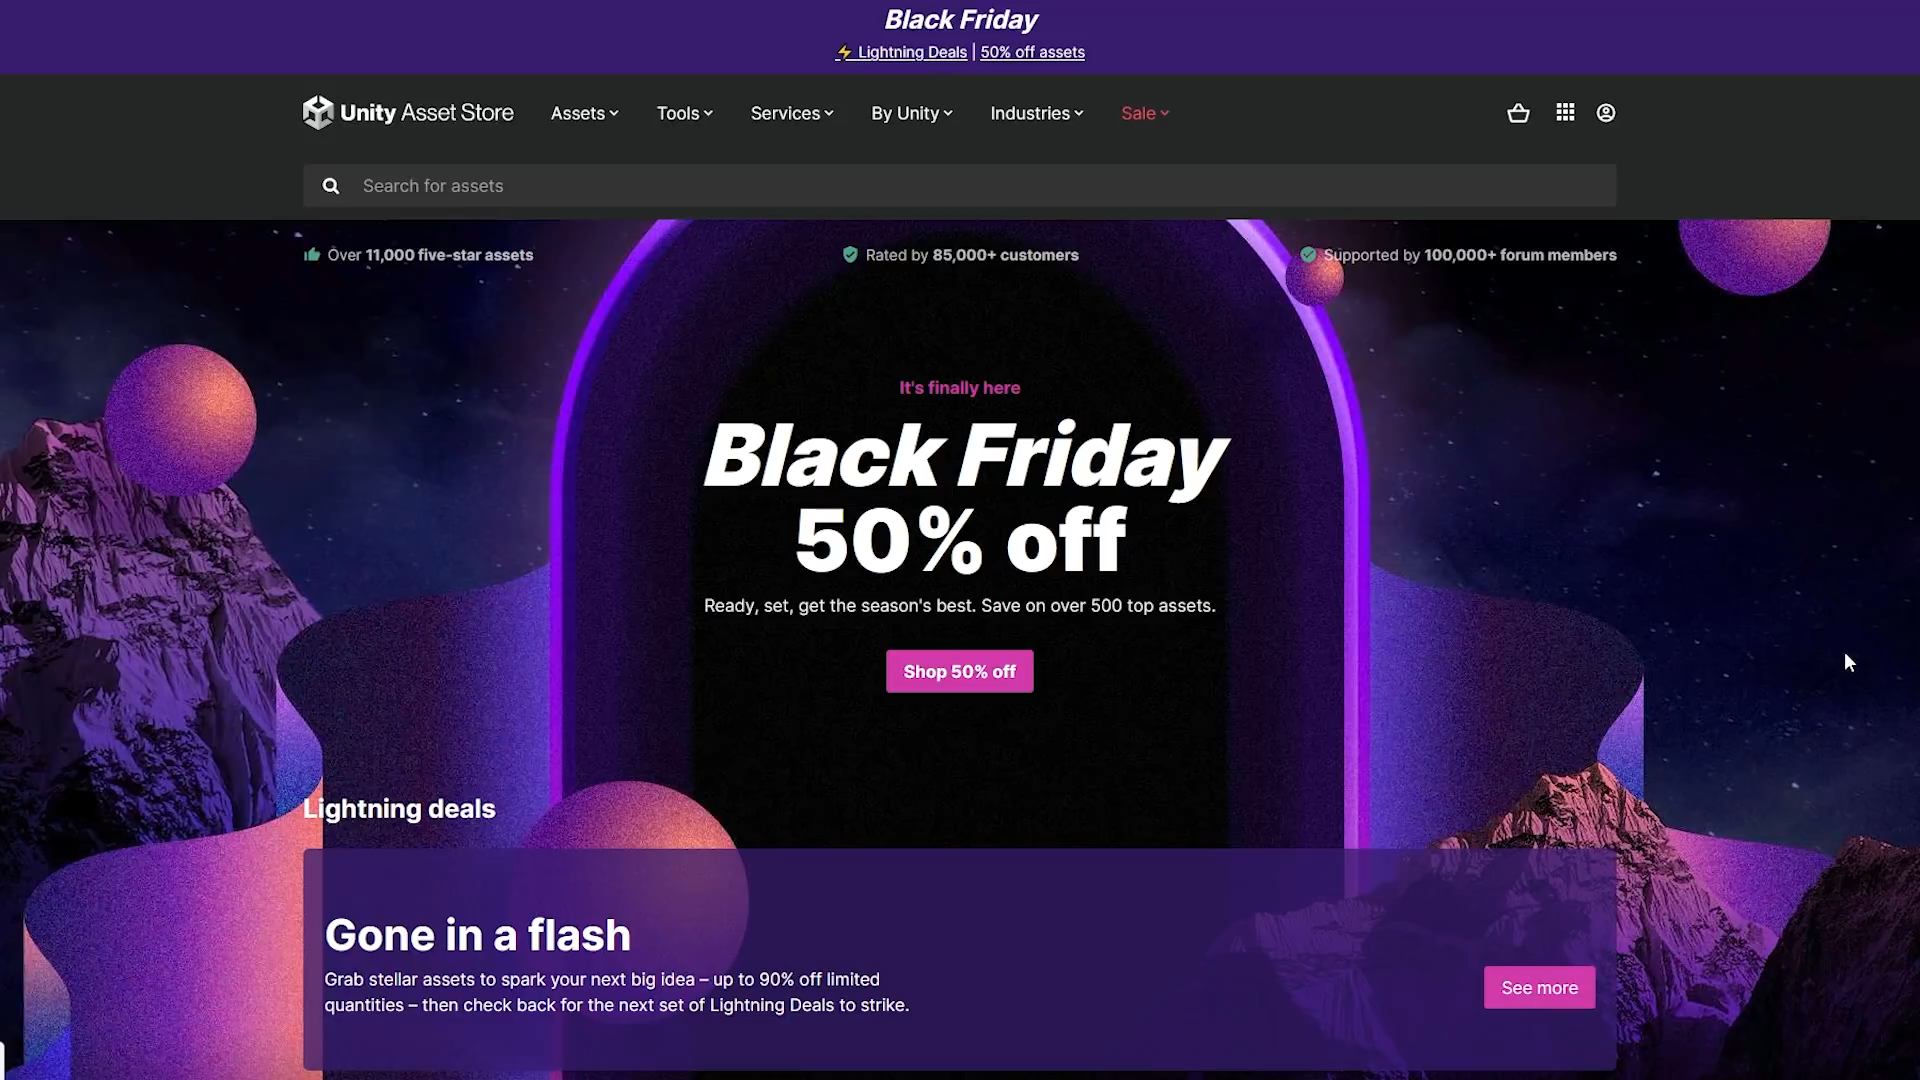 Black Friday
⚡ Lightning Deals | 50% off assets
Unity Asset Store
Assets
Tools
Services
By Unity
Industries
Sale
Search for assets
Over 11,000 five-star assets
Rated by 85,000+ customers
Supported by 100,000+ forum members
It's finally here
Black Friday
50% off
Ready, set, get the season's best. Save on over 500 top assets.
Shop 50% off
Lightning deals
Gone in a flash
Grab stellar assets to spark your next big idea – up to 90% off limited
quantities – then check back for the next set of Lightning Deals to strike.
See more